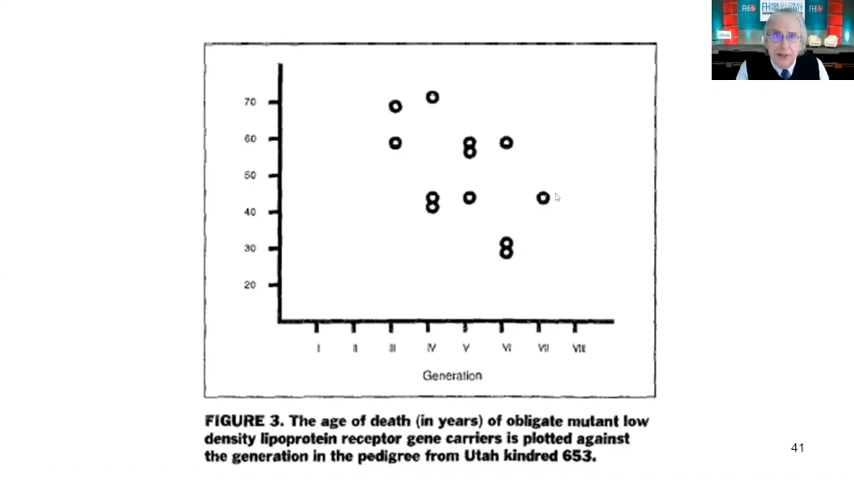 70
60
50
40
30
20
I II III IV V VI VII VIII
Generation
FIGURE 3. The age of death (in years) of obligate mutant low
density lipoprotein receptor gene carriers is plotted against
the generation in the pedigree from Utah kindred 653.
41